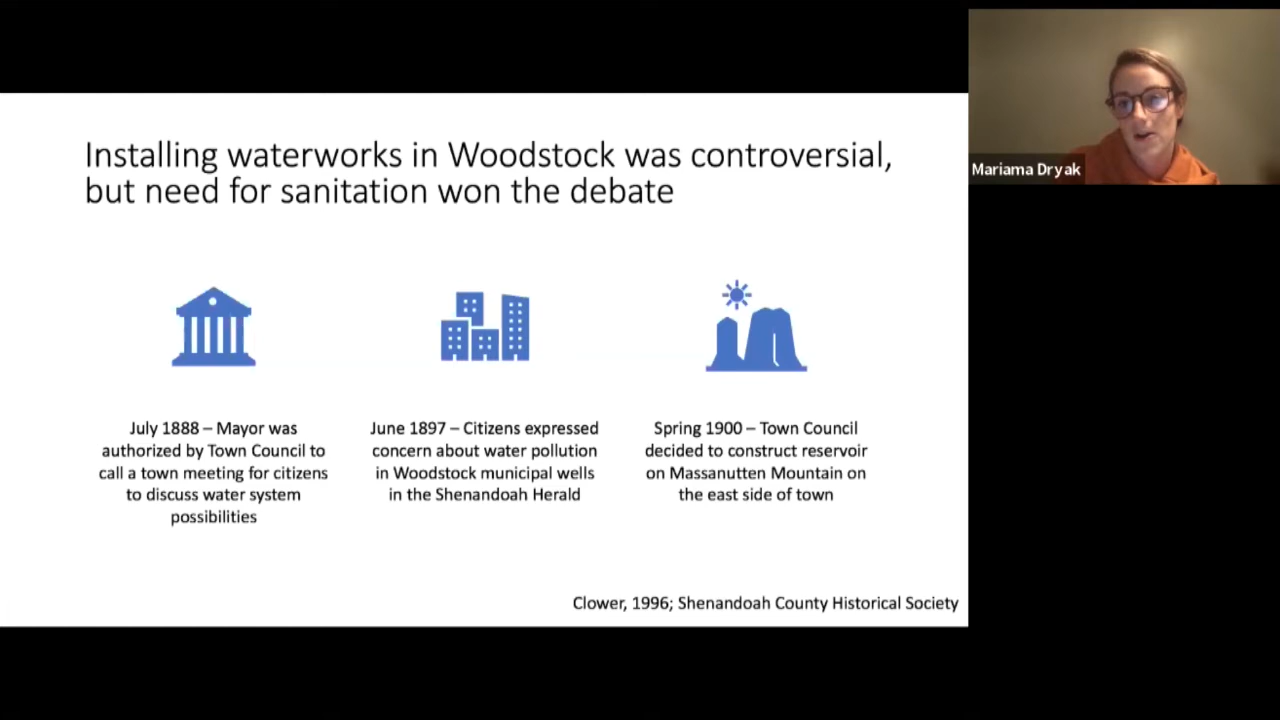 Installing waterworks in Woodstock was controversial,
but need for sanitation won the debate
Mariama Dryak
July 1888 – Mayor was
authorized by Town Council to
call a town meeting for citizens
to discuss water system
possibilities
June 1897 – Citizens expressed
concern about water pollution
in Woodstock municipal wells
in the Shenandoah Herald
Spring 1900 – Town Council
decided to construct reservoir
on Massanutten Mountain on
the east side of town
Clower, 1996; Shenandoah County Historical Society